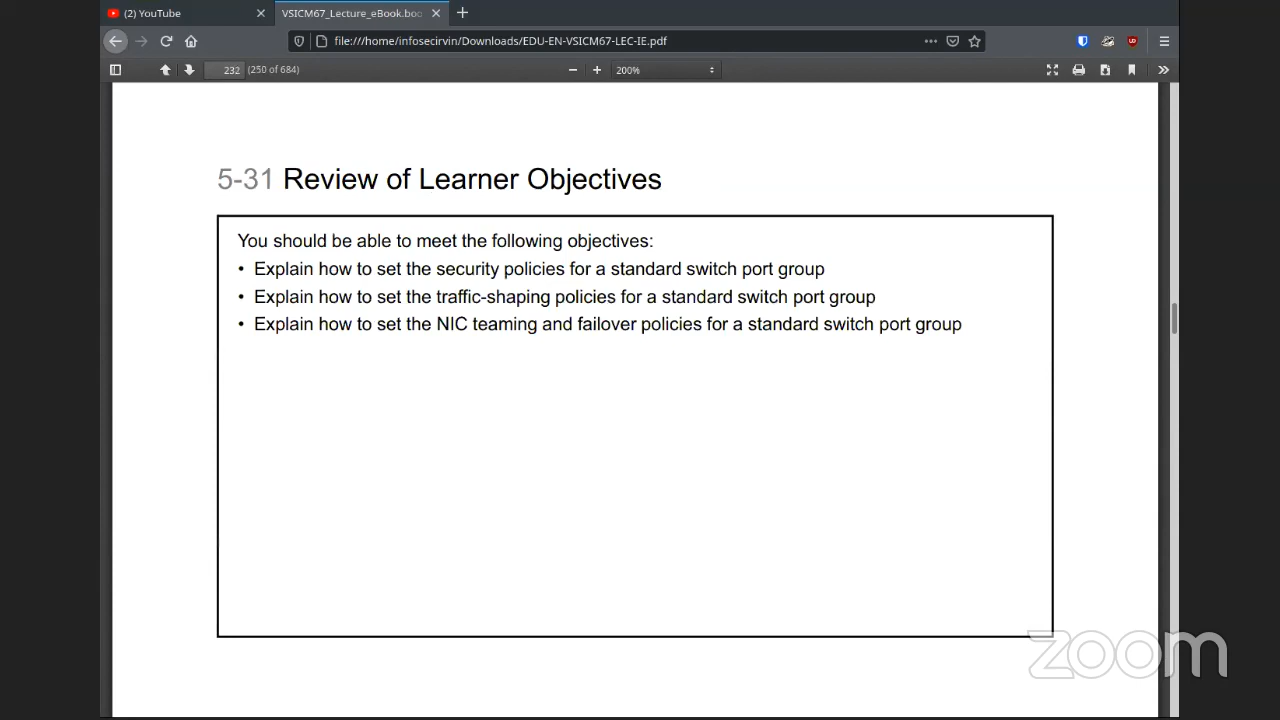 (2) YouTube
VSICM67_Lecture_eBook.boo
file:///home/infosecirvin/Downloads/EDU-EN-VSICM67-LEC-IE.pdf
232 (250 of 684)
200%
5-31 Review of Learner Objectives
You should be able to meet the following objectives:
• Explain how to set the security policies for a standard switch port group
• Explain how to set the traffic-shaping policies for a standard switch port group
• Explain how to set the NIC teaming and failover policies for a standard switch port group
zoom